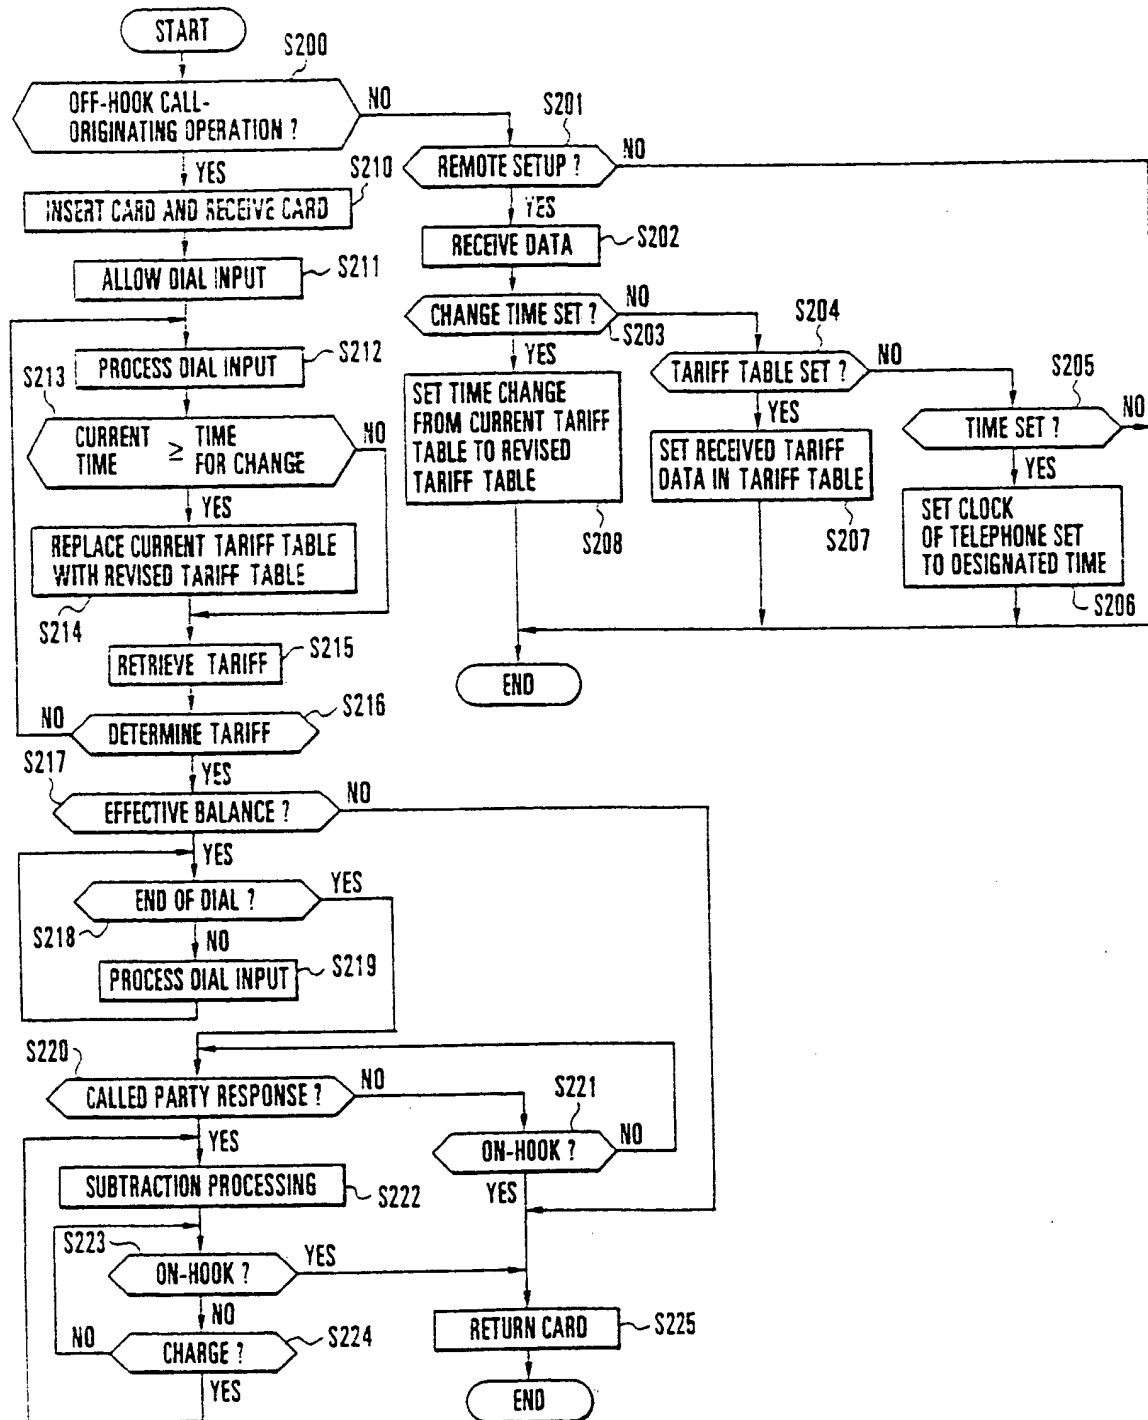 START
S200
OFF-HOOK CALL-
ORIGINATING OPERATION ?
NO
YES
S201
REMOTE SETUP ?
NO
YES
S210
INSERT CARD AND RECEIVE CARD
RECEIVE DATA
S202
ALLOW DIAL INPUT
S211
CHANGE TIME SET ?
NO
S203
YES
S204
TARIFF TABLE SET ?
NO
YES
S205
TIME SET ?
NO
YES
PROCESS DIAL INPUT
S212
S213
CURRENT ≥ TIME
TIME FOR CHANGE
NO
YES
SET TIME CHANGE
FROM CURRENT TARIFF
TABLE TO REVISED
TARIFF TABLE
S208
SET RECEIVED TARIFF
DATA IN TARIFF TABLE
S207
SET CLOCK
OF TELEPHONE SET
TO DESIGNATED TIME
S206
REPLACE CURRENT TARIFF TABLE
WITH REVISED TARIFF TABLE
S214
RETRIEVE TARIFF
S215
END
S216
DETERMINE TARIFF
NO
YES
S217
EFFECTIVE BALANCE ?
NO
YES
END OF DIAL ?
YES
S218
NO
PROCESS DIAL INPUT
S219
S220
CALLED PARTY RESPONSE ?
NO
YES
S221
ON-HOOK ?
NO
YES
SUBTRACTION PROCESSING
S222
S223
ON-HOOK ?
YES
NO
S224
CHARGE ?
NO
YES
RETURN CARD
S225
END